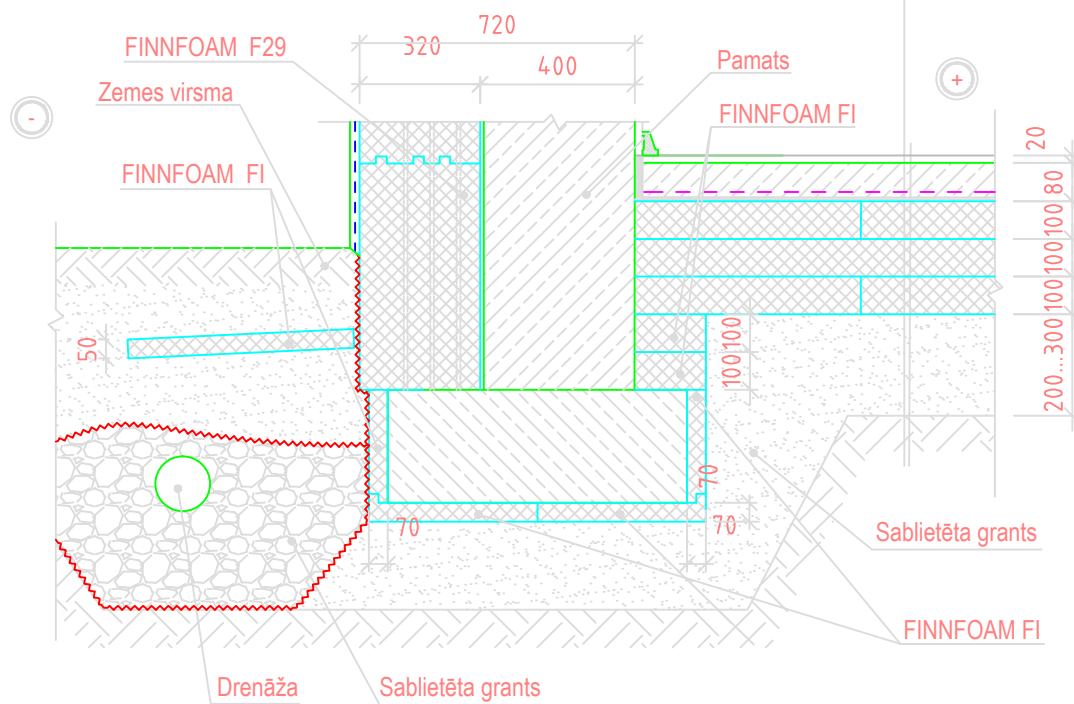 720
FINNFOAM F29
320
Pamats
400
+
Zemes virsma
-
FINNFOAM FI
20
FINNFOAM FI
80
100
100
100
50
100
100
200...300
70
70
70
Sablietēta grants
FINNFOAM FI
Drenāža
Sablietēta grants